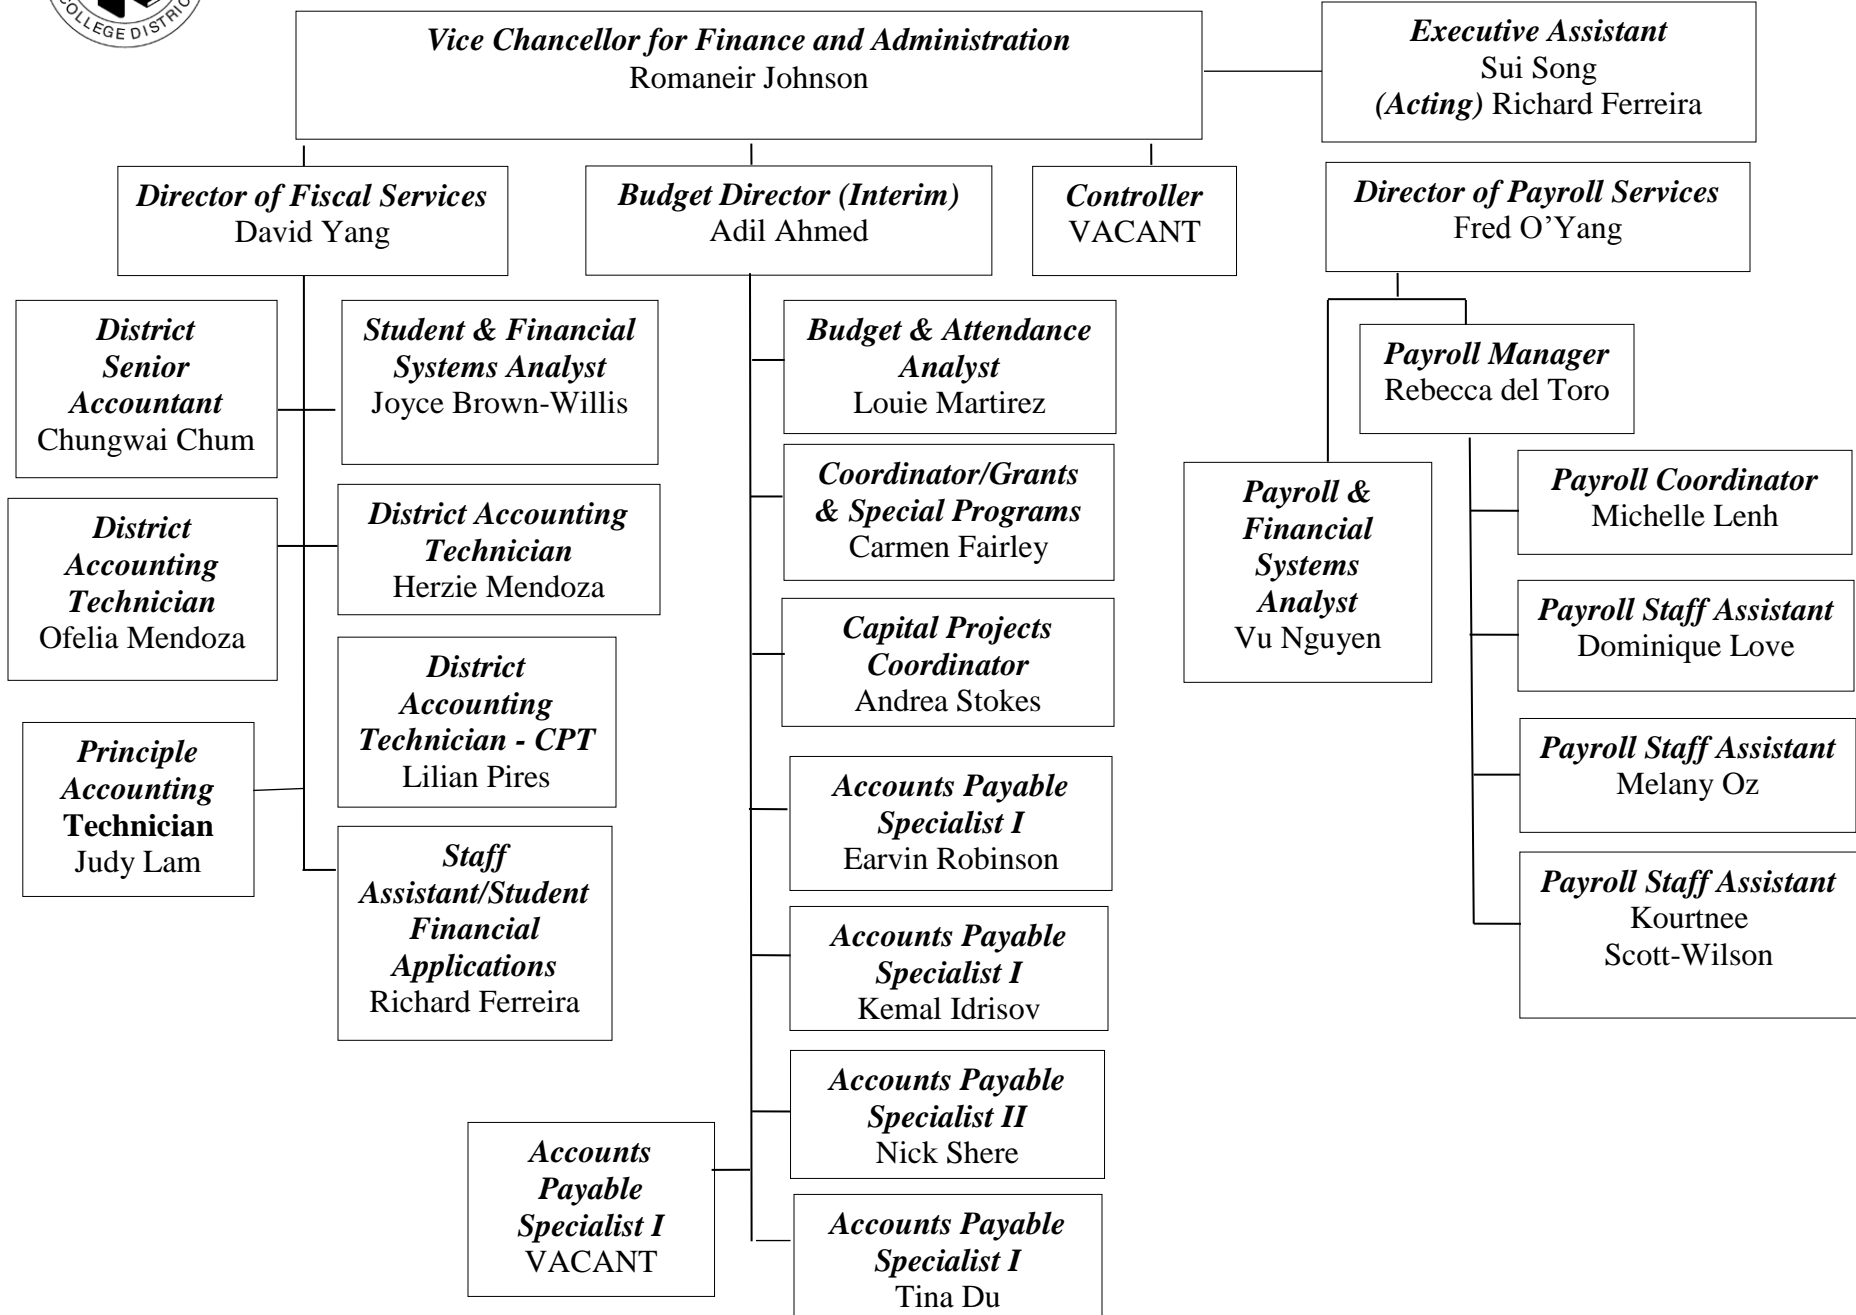 COLLEGE DISTRIC
Vice Chancellor for Finance and Administration
Romaneir Johnson
Executive Assistant
Sui Song
(Acting) Richard Ferreira
Director of Fiscal Services
David Yang
Budget Director (Interim)
Adil Ahmed
Controller
VACANT
Director of Payroll Services
Fred O’Yang
District
Senior
Accountant
Chungwai Chum
Student & Financial
Systems Analyst
Joyce Brown-Willis
District
Accounting
Technician
Ofelia Mendoza
District Accounting
Technician
Herzie Mendoza
District
Accounting
Technician - CPT
Lilian Pires
Principle
Accounting
Technician
Judy Lam
Staff
Assistant/Student
Financial
Applications
Richard Ferreira
Budget & Attendance
Analyst
Louie Martirez
Coordinator/Grants
& Special Programs
Carmen Fairley
Capital Projects
Coordinator
Andrea Stokes
Accounts Payable
Specialist I
Earvin Robinson
Accounts Payable
Specialist I
Kemal Idrisov
Accounts Payable
Specialist II
Nick Shere
Accounts
Payable
Specialist I
VACANT
Accounts Payable
Specialist I
Tina Du
Payroll Manager
Rebecca del Toro
Payroll &
Financial
Systems
Analyst
Vu Nguyen
Payroll Coordinator
Michelle Lenh
Payroll Staff Assistant
Dominique Love
Payroll Staff Assistant
Melany Oz
Payroll Staff Assistant
Kourtnee
Scott-Wilson